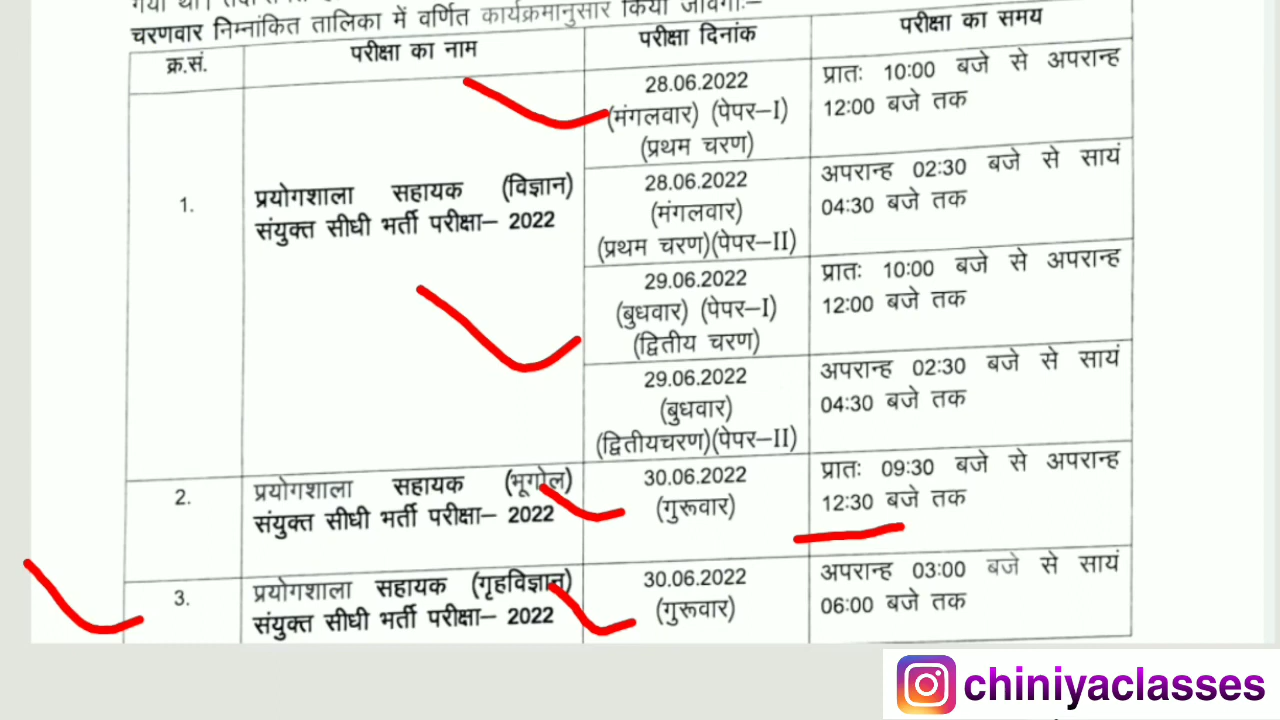 चरणवार निम्नांकित तालिका में वर्णित कार्यक्रमानुसार किया जावेगाः–
क्र.सं.
परीक्षा का नाम
परीक्षा दिनांक
परीक्षा का समय
1.
प्रयोगशाला सहायक (विज्ञान)
संयुक्त सीधी भर्ती परीक्षा– 2022
28.06.2022
(मंगलवार) (पेपर–I)
(प्रथम चरण)
प्रातः 10:00 बजे से अपरान्ह
12:00 बजे तक
28.06.2022
(मंगलवार)
(प्रथम चरण)(पेपर–II)
अपरान्ह 02:30 बजे से सायं
04:30 बजे तक
29.06.2022
(बुधवार) (पेपर–I)
(द्वितीय चरण)
प्रातः 10:00 बजे से अपरान्ह
12:00 बजे तक
29.06.2022
(बुधवार)
(द्वितीयचरण)(पेपर–II)
अपरान्ह 02:30 बजे से सायं
04:30 बजे तक
2.
प्रयोगशाला सहायक (भूगोल)
संयुक्त सीधी भर्ती परीक्षा– 2022
30.06.2022
(गुरूवार)
प्रातः 09:30 बजे से अपरान्ह
12:30 बजे तक
3.
प्रयोगशाला सहायक (गृहविज्ञान)
संयुक्त सीधी भर्ती परीक्षा– 2022
30.06.2022
(गुरूवार)
अपरान्ह 03:00 बजे से सायं
06:00 बजे तक
chiniyaclasses